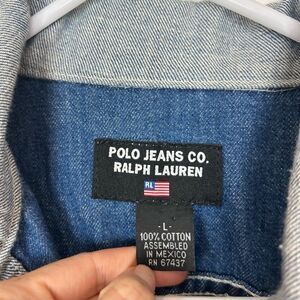 POLO JEANS CO.
RALPH LAUREN
RL
- L -
100% COTTON
ASSEMBLED
IN MEXICO
RN 67437